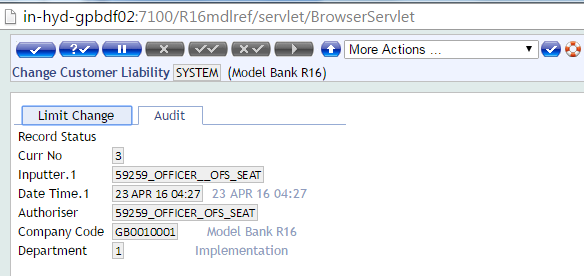 in-hyd-gpbdf02:7100/R16mdlref/servlet/BrowserServlet
More Actions ...
Change Customer Liability SYSTEM (Model Bank R16)
Limit Change Audit
Record Status
Curr No 3
Inputter.1 59259_OFFICER__OFS_SEAT
Date Time.1 23 APR 16 04:27 23 APR 16 04:27
Authoriser 59259_OFFICER_OFS_SEAT
Company Code GB0010001 Model Bank R16
Department 1 Implementation